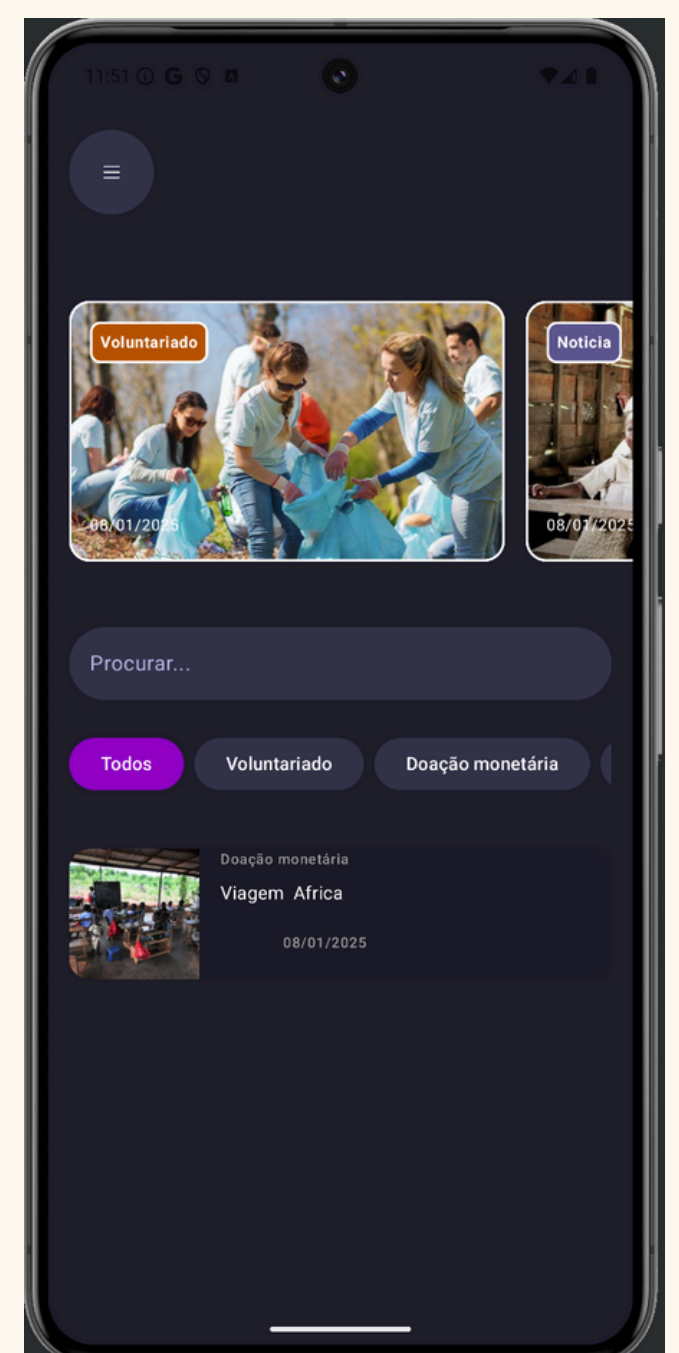 11:51
Voluntariado
Noticia
08/01/2025
08/01/2025
Procurar...
Todos
Voluntariado
Doação monetária
Doação monetária
Viagem Africa
08/01/2025